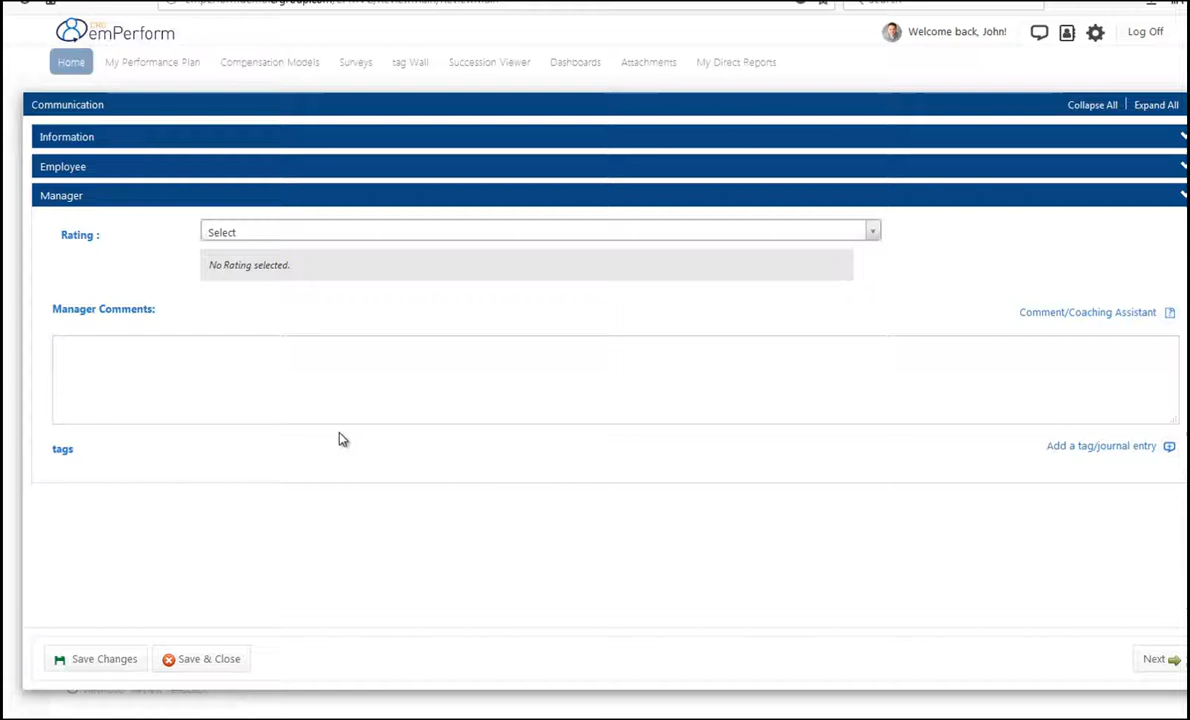 CRG
emPerform
Welcome back, John!
Log Off
Home
My Performance Plan
Compensation Models
Surveys
tag Wall
Succession Viewer
Dashboards
Attachments
My Direct Reports
Communication
Collapse All
Expand All
Information
Employee
Manager
Rating :
Select
No Rating selected.
Manager Comments:
Comment/Coaching Assistant
tags
Add a tag/journal entry
Save Changes
Save & Close
Next